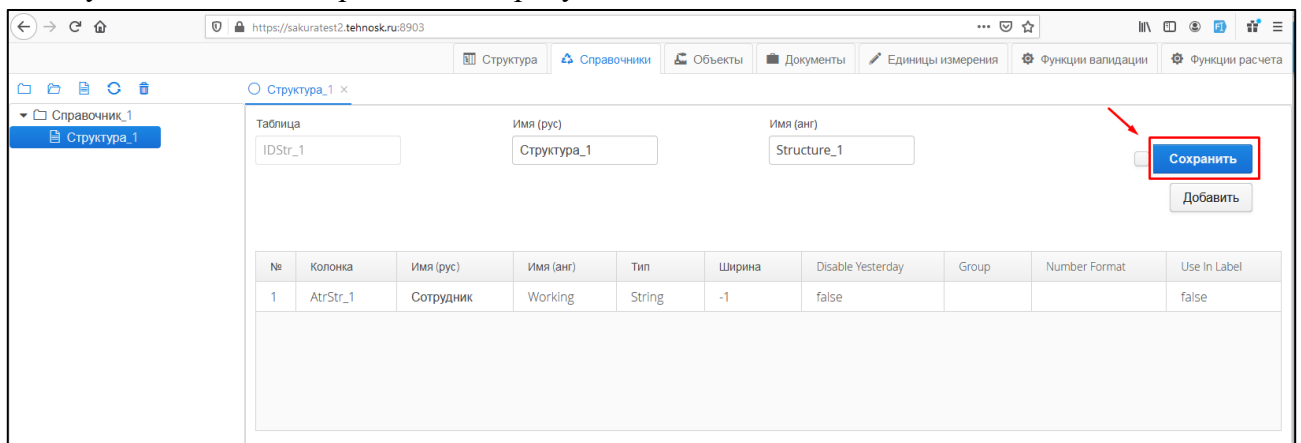 https://sakuratest2.tehnosk.ru:8903
Структура Справочники Объекты Документы Единицы измерения Функции валидации Функции расчета
Структура_1 ×
Справочник_1
Структура_1
Таблица Имя (рус) Имя (анг)
IDStr_1 Структура_1 Structure_1
Сохранить
Добавить
№ Колонка Имя (рус) Имя (анг) Тип Ширина Disable Yesterday Group Number Format Use In Label
1 AtrStr_1 Сотрудник Working String -1 false false